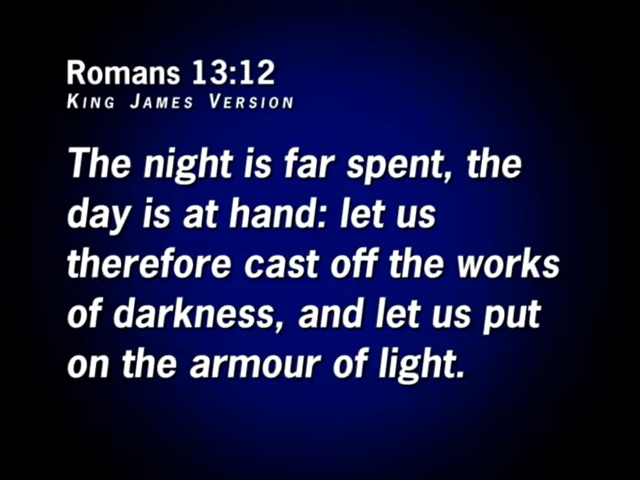 Romans 13:12
KING JAMES VERSION
The night is far spent, the
day is at hand: let us
therefore cast off the works
of darkness, and let us put
on the armour of light.